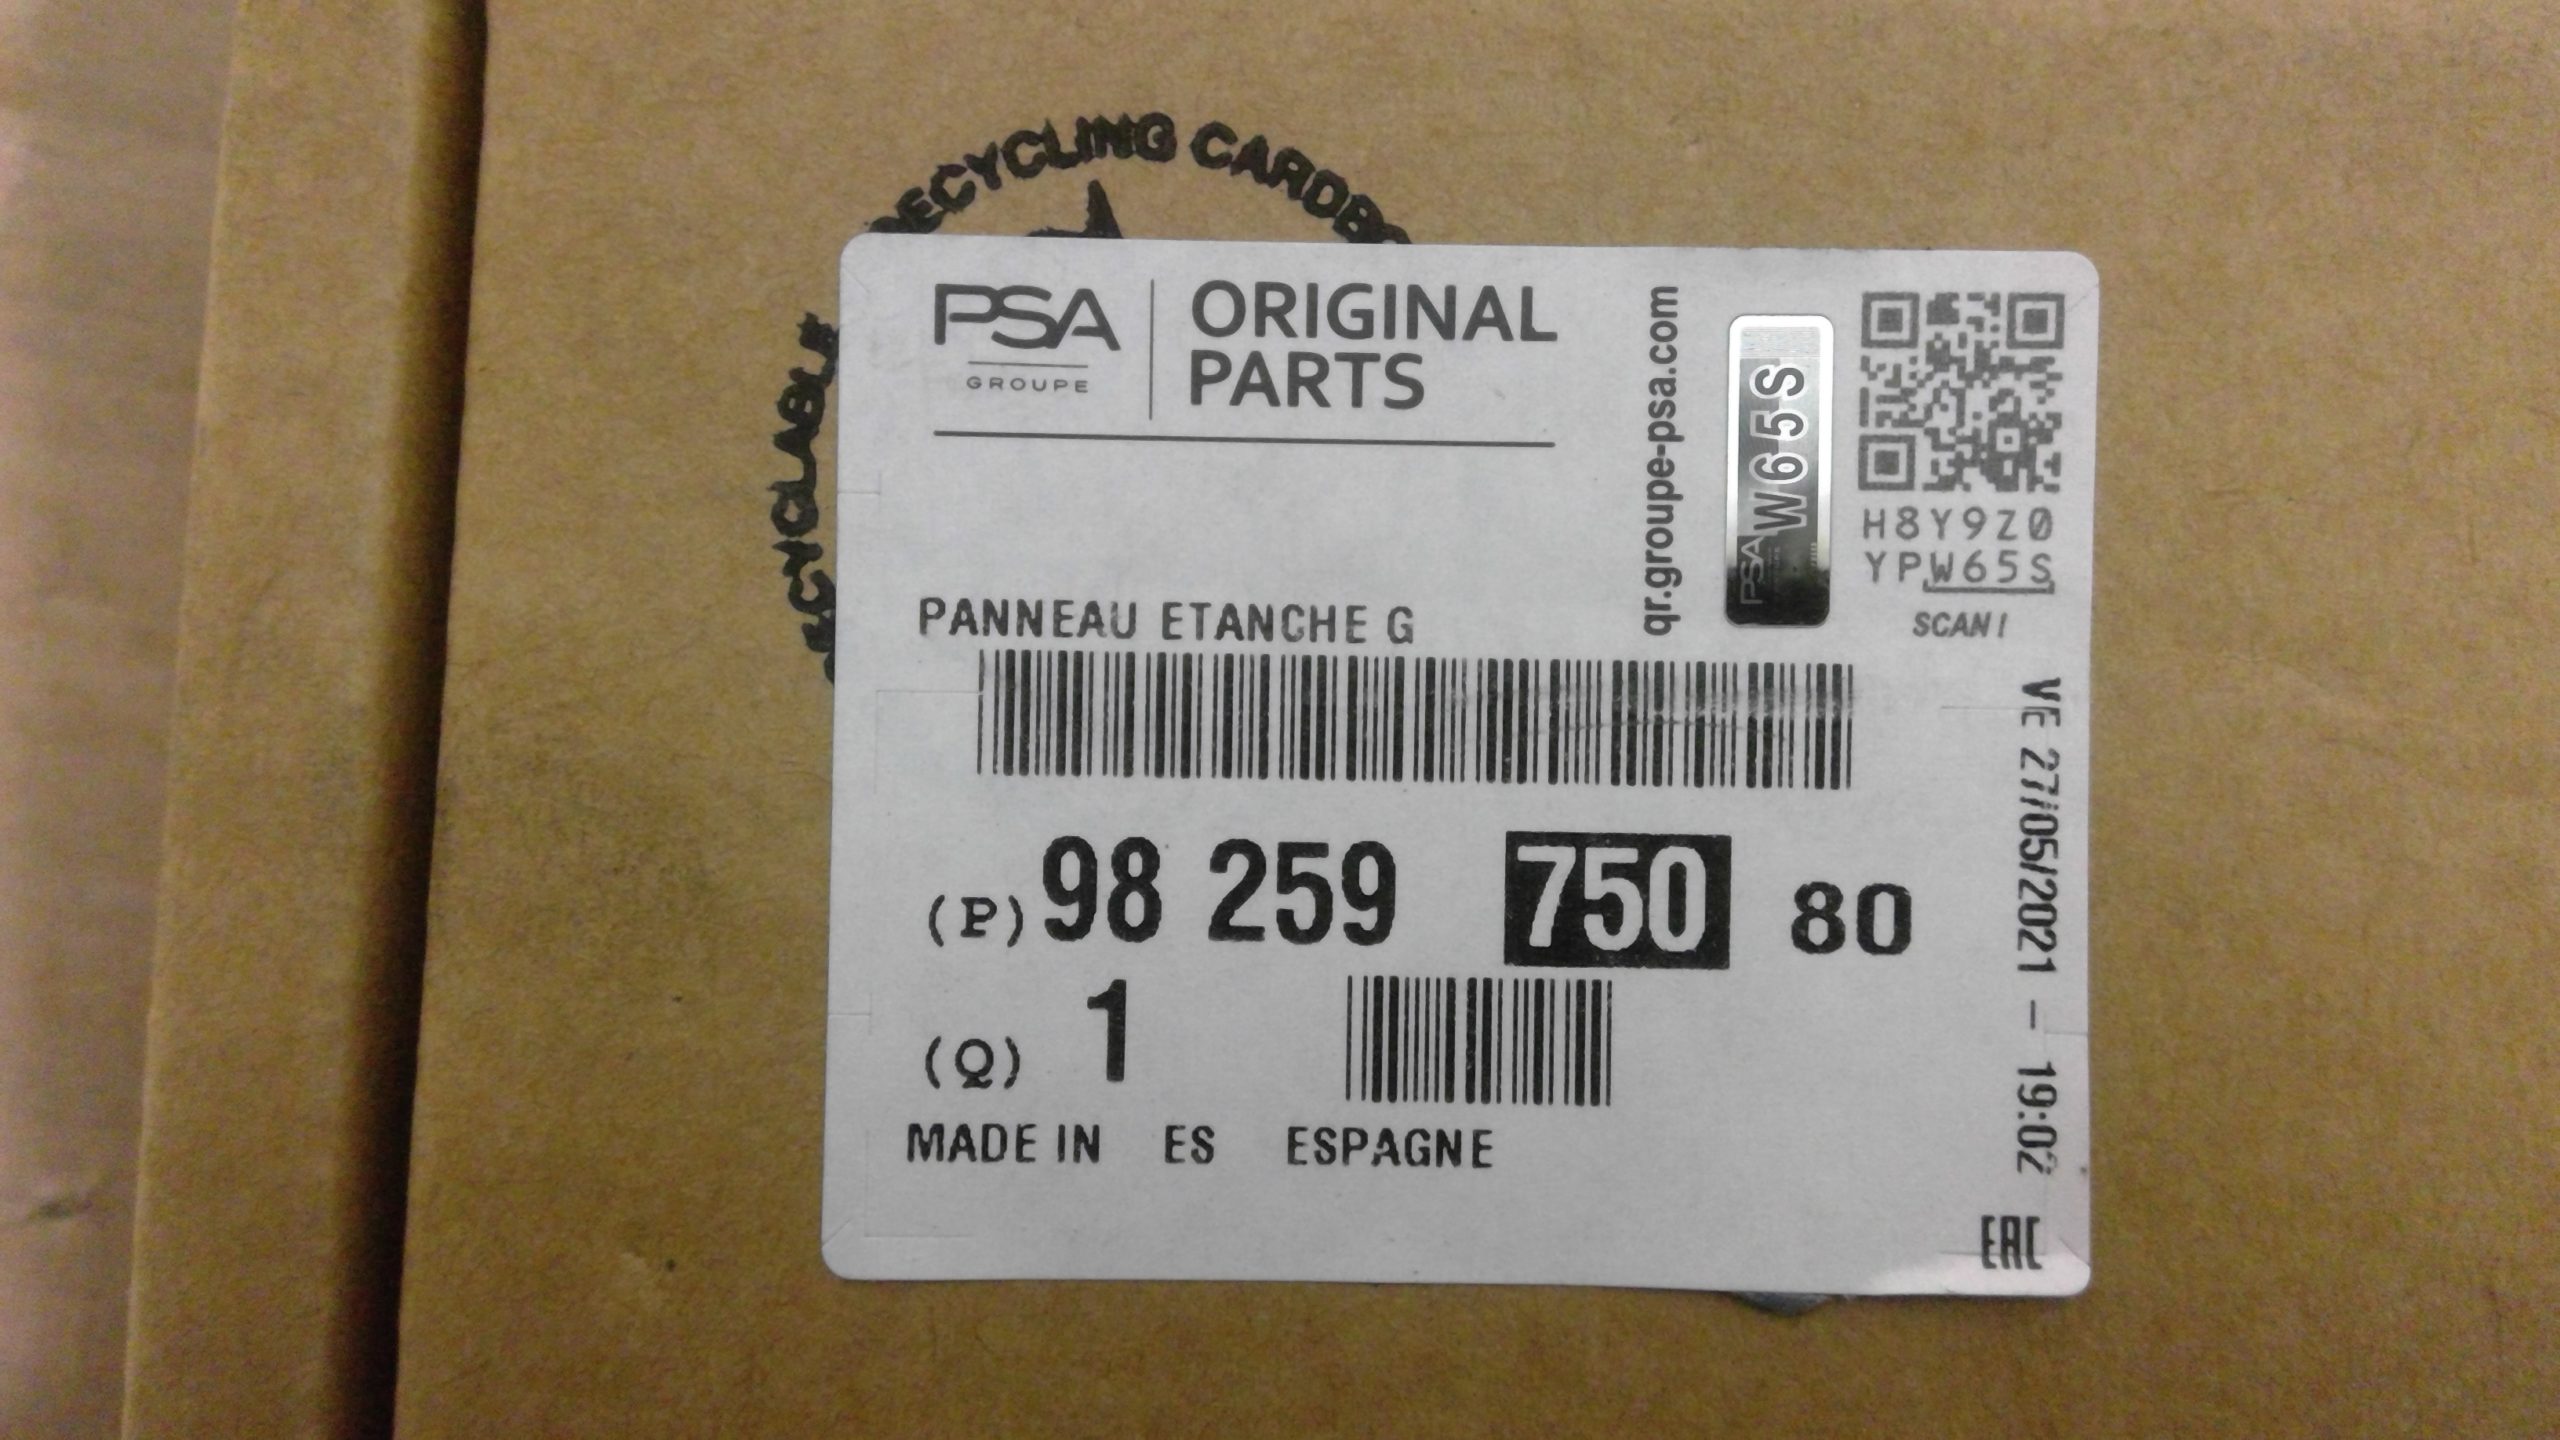 RECYCLING CARDB
CYCLABLE
PSA
GROUPE
ORIGINAL
PARTS
qr.groupe-psa.com
PSA
W65S
H8Y9Z0
YPW65S
SCAN!
PANNEAU ETANCHE G
(P) 98 259 750 80
(Q) 1
MADE IN ES ESPAGNE
VE 27/05/2021 - 19:02
EAC